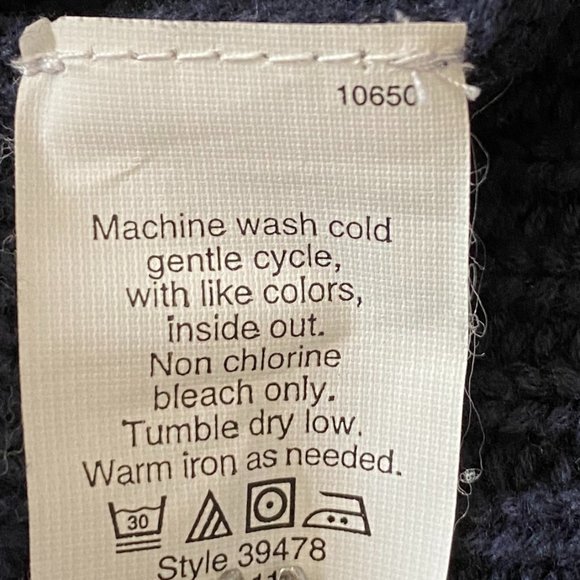 10650
Machine wash cold
gentle cycle,
with like colors,
inside out.
Non chlorine
bleach only.
Tumble dry low.
Warm iron as needed.
30
Style 39478